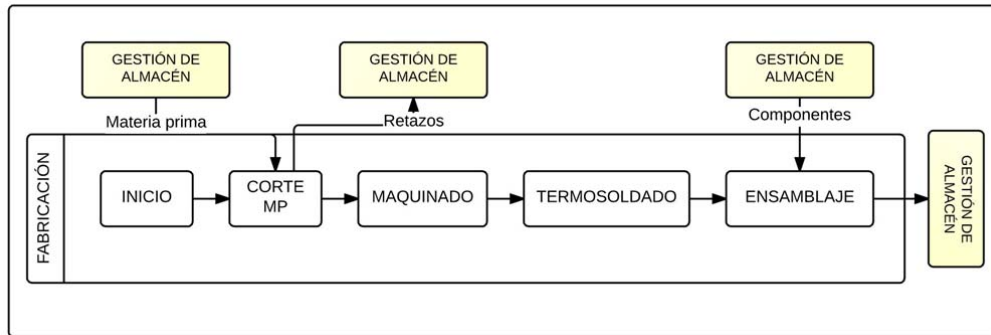 GESTIÓN DE
ALMACÉN
GESTIÓN DE
ALMACÉN
GESTIÓN DE
ALMACÉN
Materia prima
Retazos
Componentes
FABRICACIÓN
INICIO
CORTE
MP
MAQUINADO
TERMOSOLDADO
ENSAMBLAJE
GESTIÓN DE
ALMACÉN